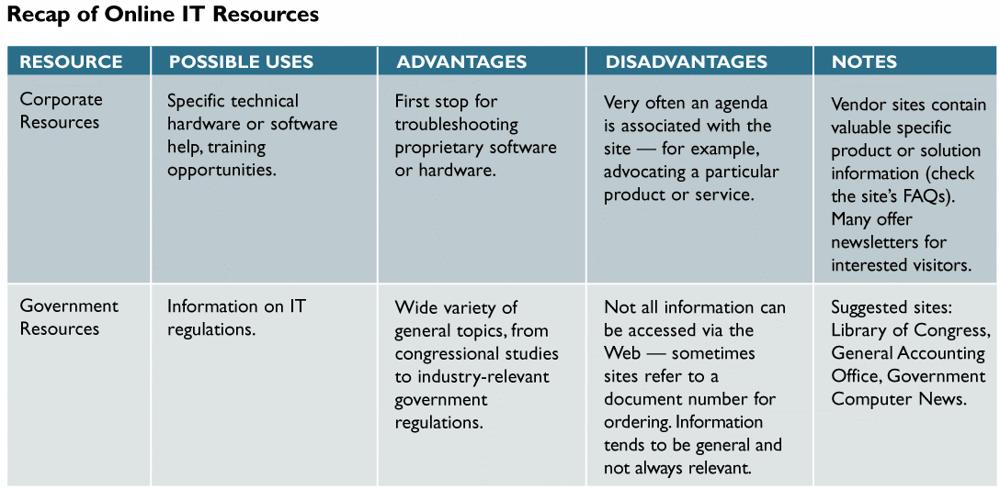 Recap of Online IT Resources
RESOURCE POSSIBLE USES ADVANTAGES DISADVANTAGES NOTES
Corporate
Resources
Specific technical
hardware or software
help, training
opportunities.
First stop for
troubleshooting
proprietary software
or hardware.
Very often an agenda
is associated with the
site — for example,
advocating a particular
product or service.
Vendor sites contain
valuable specific
product or solution
information (check
the site's FAQs).
Many offer
newsletters for
interested visitors.
Government
Resources
Information on IT
regulations.
Wide variety of
general topics, from
congressional studies
to industry-relevant
government
regulations.
Not all information can
be accessed via the
Web — sometimes
sites refer to a
document number for
ordering. Information
tends to be general and
not always relevant.
Suggested sites:
Library of Congress,
General Accounting
Office, Government
Computer News.